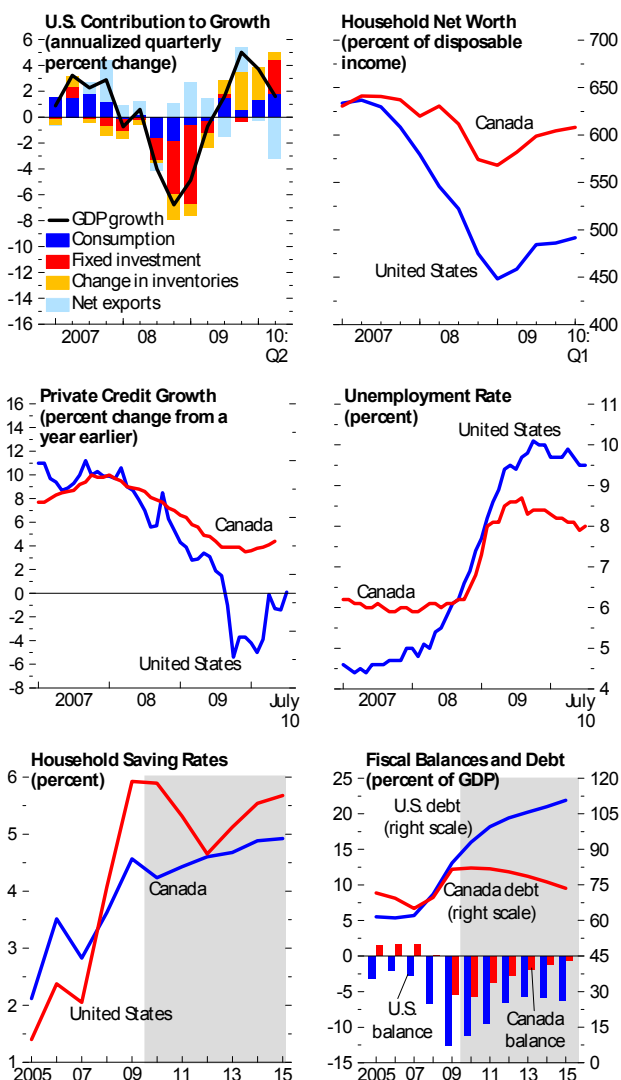 U.S. Contribution to Growth
(annualized quarterly
percent change)
6
4
2
0
-2
-4
-6
-8
-10
-12
-14
-16
GDP growth
Consumption
Fixed investment
Change in inventories
Net exports
2007 08 09 10:
Q2
Household Net Worth
(percent of disposable
income)
700
650
600
550
500
450
400
Canada
United States
2007 08 09 10:
Q1
Private Credit Growth
(percent change from a
year earlier)
16
14
12
10
8
6
4
2
0
-2
-4
-6
-8
Canada
United States
2007 08 09 July
10
Unemployment Rate
(percent)
11
10
9
8
7
6
5
4
United States
Canada
2007 08 09 July
10
Household Saving Rates
(percent)
6
5
4
3
2
1
Canada
United States
2005 07 09 11 13 15
Fiscal Balances and Debt
(percent of GDP)
25
20
15
10
5
0
-5
-10
-15
120
105
90
75
60
45
30
15
0
U.S. debt
(right scale)
Canada debt
(right scale)
U.S.
balance
Canada
balance
2005 07 09 11 13 15